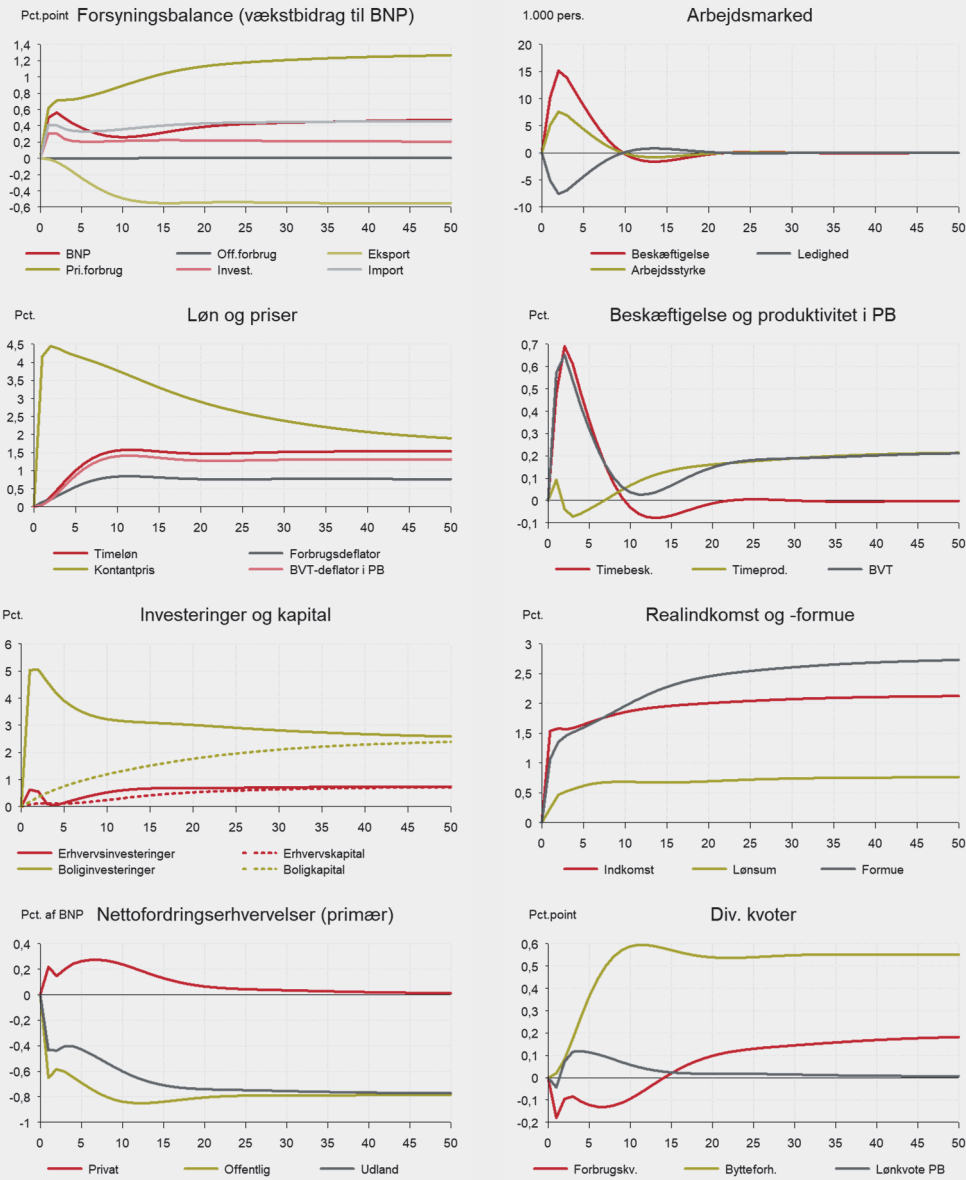 Pct.point Forsyningsbalance (vækstbidrag til BNP)
1,4
1,2
1
0,8
0,6
0,4
0,2
0
-0,2
-0,4
-0,6
0 5 10 15 20 25 30 35 40 45 50
BNP Off.forbrug Eksport
Pri.forbrug Invest. Import
1.000 pers. Arbejdsmarked
20
15
10
5
0
-5
-10
0 5 10 15 20 25 30 35 40 45 50
Beskæftigelse Ledighed
Arbejdsstyrke
Pct. Løn og priser
4,5
4
3,5
3
2,5
2
1,5
1
0,5
0
0 5 10 15 20 25 30 35 40 45 50
Timeløn Forbrugsdeflator
Kontantpris BVT-deflator i PB
Pct. Beskæftigelse og produktivitet i PB
0,7
0,6
0,5
0,4
0,3
0,2
0,1
0
-0,1
0 5 10 15 20 25 30 35 40 45 50
Timebesk. Timeprod. BVT
Pct. Investeringer og kapital
6
5
4
3
2
1
0
0 5 10 15 20 25 30 35 40 45 50
Erhvervsinvesteringer Erhvervskapital
Boliginvesteringer Boligkapital
Pct. Realindkomst og -formue
3
2,5
2
1,5
1
0,5
0
0 5 10 15 20 25 30 35 40 45 50
Indkomst Lønsum Formue
Pct. af BNP Nettofordringserhvervelser (primær)
0,4
0,2
0
-0,2
-0,4
-0,6
-0,8
-1
0 5 10 15 20 25 30 35 40 45 50
Privat Offentlig Udland
Pct.point Div. kvoter
0,6
0,5
0,4
0,3
0,2
0,1
0
-0,1
-0,2
0 5 10 15 20 25 30 35 40 45 50
Forbrugskv. Bytteforh. Lønkvote PB